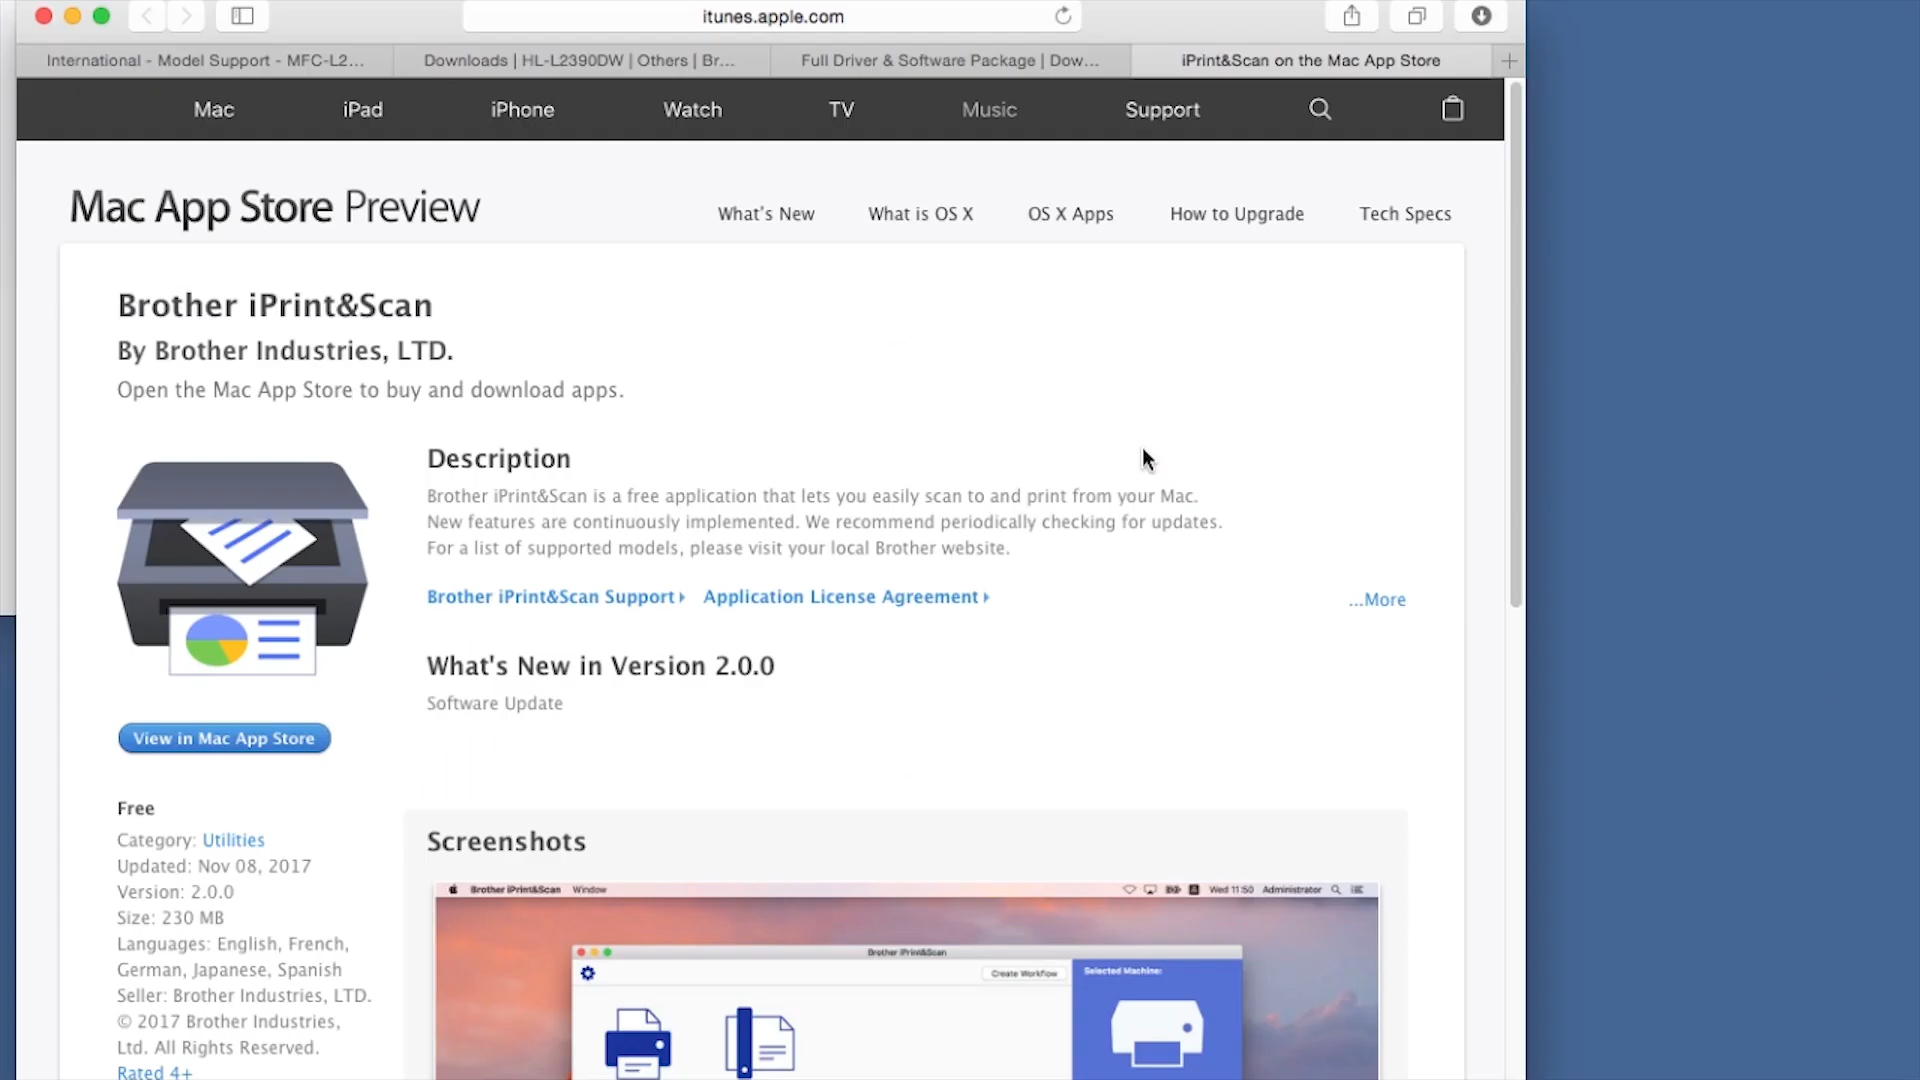 itunes.apple.com
International - Model Support - MFC-L2...
Downloads | HL-L2390DW | Others | Br...
Full Driver & Software Package | Dow...
iPrint&Scan on the Mac App Store
Mac
iPad
iPhone
Watch
TV
Music
Support
Mac App Store Preview
What's New
What is OS X
OS X Apps
How to Upgrade
Tech Specs
Brother iPrint&Scan
By Brother Industries, LTD.
Open the Mac App Store to buy and download apps.
Description
Brother iPrint&Scan is a free application that lets you easily scan to and print from your Mac.
New features are continuously implemented. We recommend periodically checking for updates.
For a list of supported models, please visit your local Brother website.
Brother iPrint&Scan Support
Application License Agreement
...More
What's New in Version 2.0.0
Software Update
View in Mac App Store
Free
Category: Utilities
Updated: Nov 08, 2017
Version: 2.0.0
Size: 230 MB
Languages: English, French,
German, Japanese, Spanish
Seller: Brother Industries, LTD.
© 2017 Brother Industries,
Ltd. All Rights Reserved.
Rated 4+
Screenshots
Brother iPrint&Scan
Window
Wed 11:50
Administrator
Brother iPrint&Scan
Create Workflow
Selected Machine: